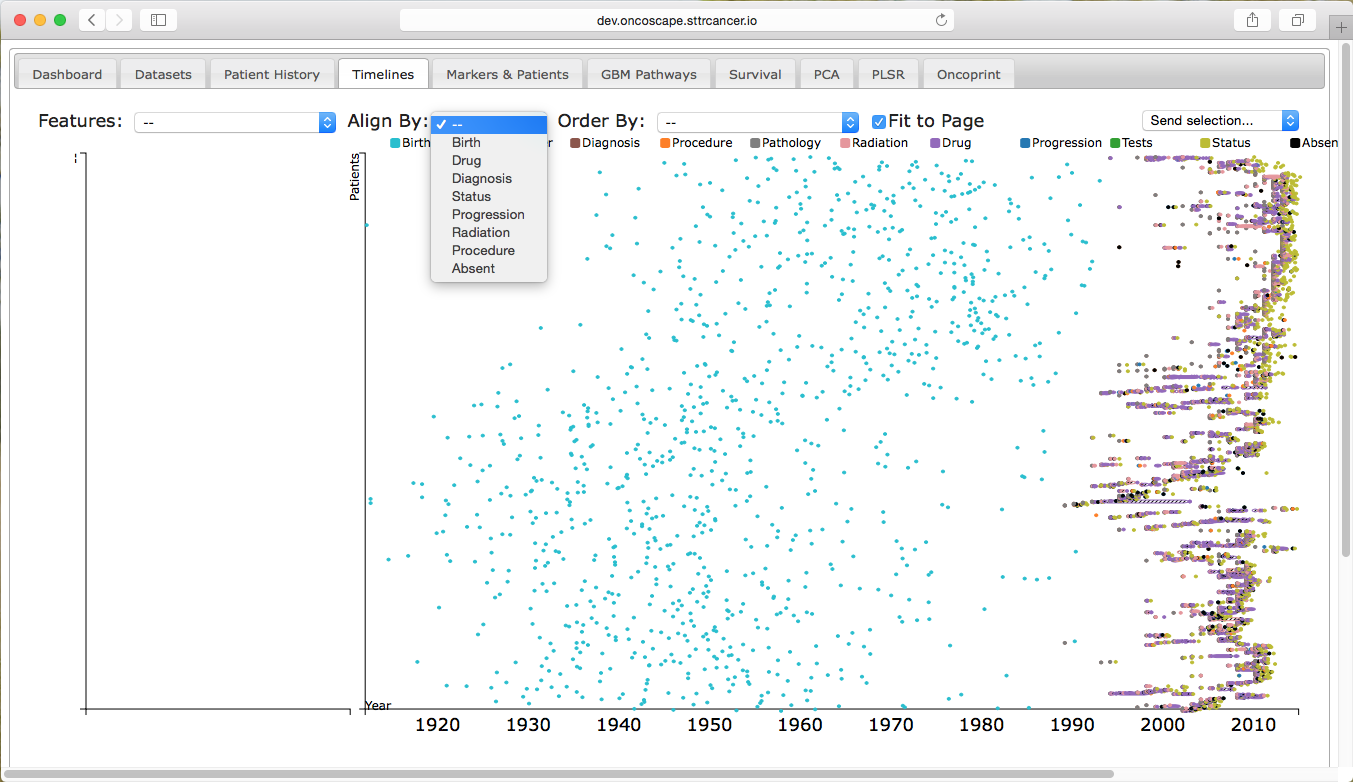 dev.oncoscape.sttrcancer.io
Dashboard Datasets Patient History Timelines Markers & Patients GBM Pathways Survival PCA PLSR Oncoprint
Features: -- Align By: ✓ -- Order By: -- Fit to Page Send selection...
Birth r Diagnosis Procedure Pathology Radiation Drug Progression Tests Status Absen
Birth
Drug
Diagnosis
Status
Progression
Radiation
Procedure
Absent
Patients
Year
1920 1930 1940 1950 1960 1970 1980 1990 2000 2010